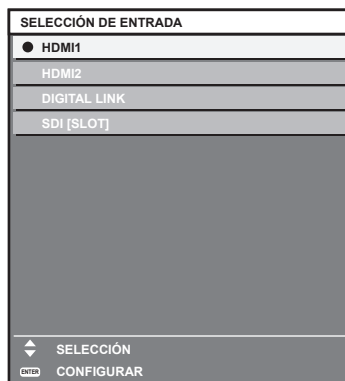 SELECCIÓN DE ENTRADA
HDMI1
HDMI2
DIGITAL LINK
SDI [SLOT]
SELECCIÓN
ENTER CONFIGURAR